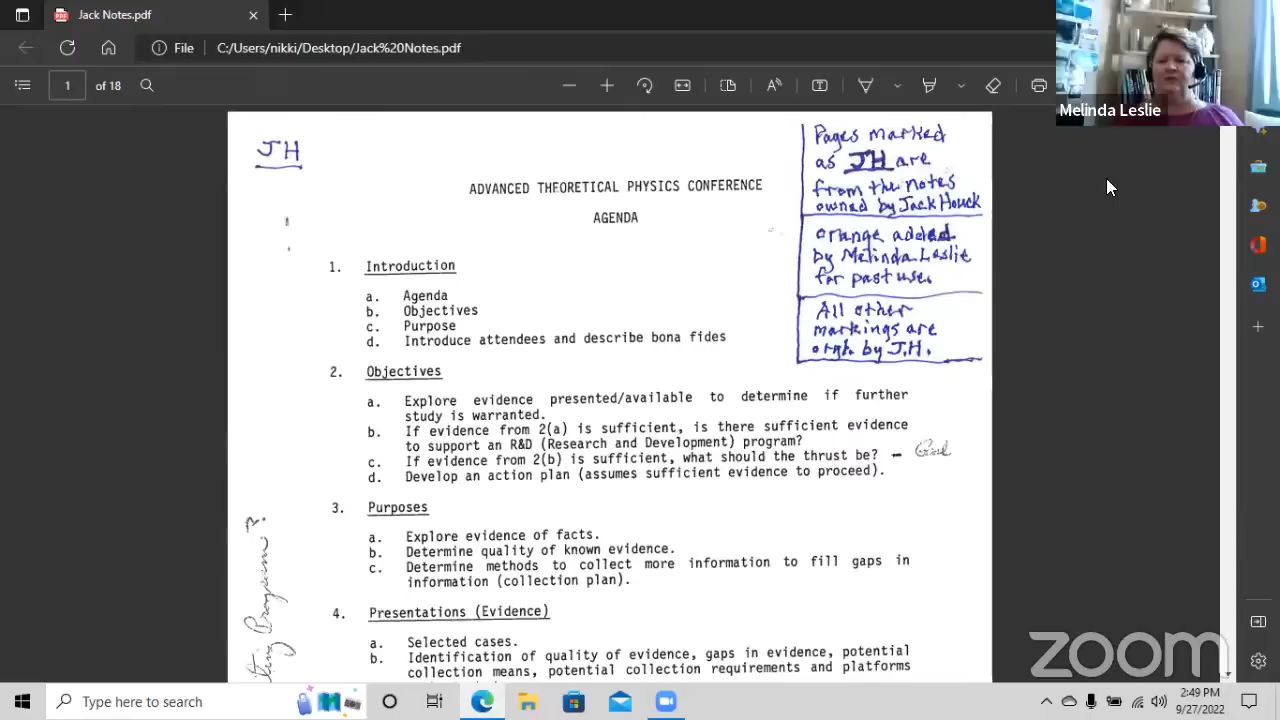 Jack Notes.pdf
File
C:/Users/nikki/Desktop/Jack%20Notes.pdf
1 of 18
Melinda Leslie
JH
Pages marked
as JH are
from the notes
owned by Jack Houck
orange added
by Melinda Leslie
for past use.
All other
markings are
by J.H.
ADVANCED THEORETICAL PHYSICS CONFERENCE
AGENDA
1. Introduction
a. Agenda
b. Objectives
c. Purpose
d. Introduce attendees and describe bona fides
2. Objectives
a. Explore evidence presented/available to determine if further
study is warranted.
b. If evidence from 2(a) is sufficient, is there sufficient evidence
to support an R&D (Research and Development) program?
c. If evidence from 2(b) is sufficient, what should the thrust be? -
d. Develop an action plan (assumes sufficient evidence to proceed).
3. Purposes
a. Explore evidence of facts.
b. Determine quality of known evidence.
c. Determine methods to collect more information to fill gaps in
information (collection plan).
4. Presentations (Evidence)
a. Selected cases.
b. Identification of quality of evidence, gaps in evidence, potential
collection means, potential collection requirements and platforms
Program ?
zoom
Type here to search
2:49 PM
9/27/2022